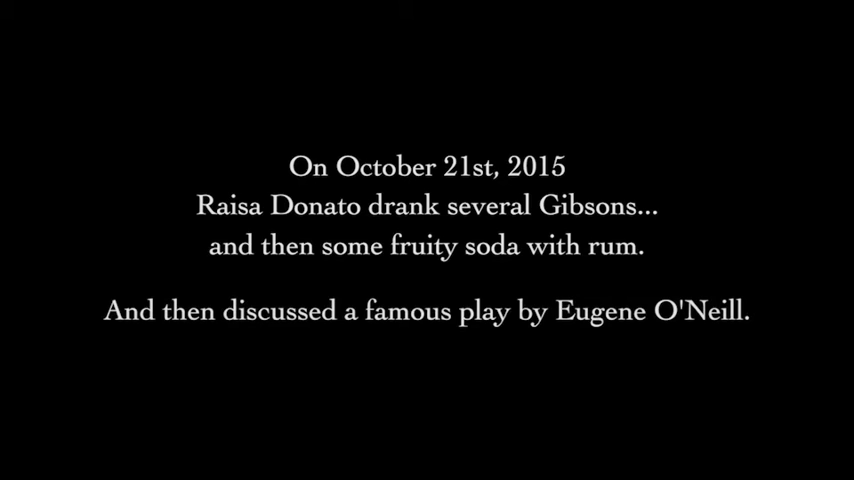 On October 21st, 2015
Raisa Donato drank several Gibsons...
and then some fruity soda with rum.
And then discussed a famous play by Eugene O'Neill.